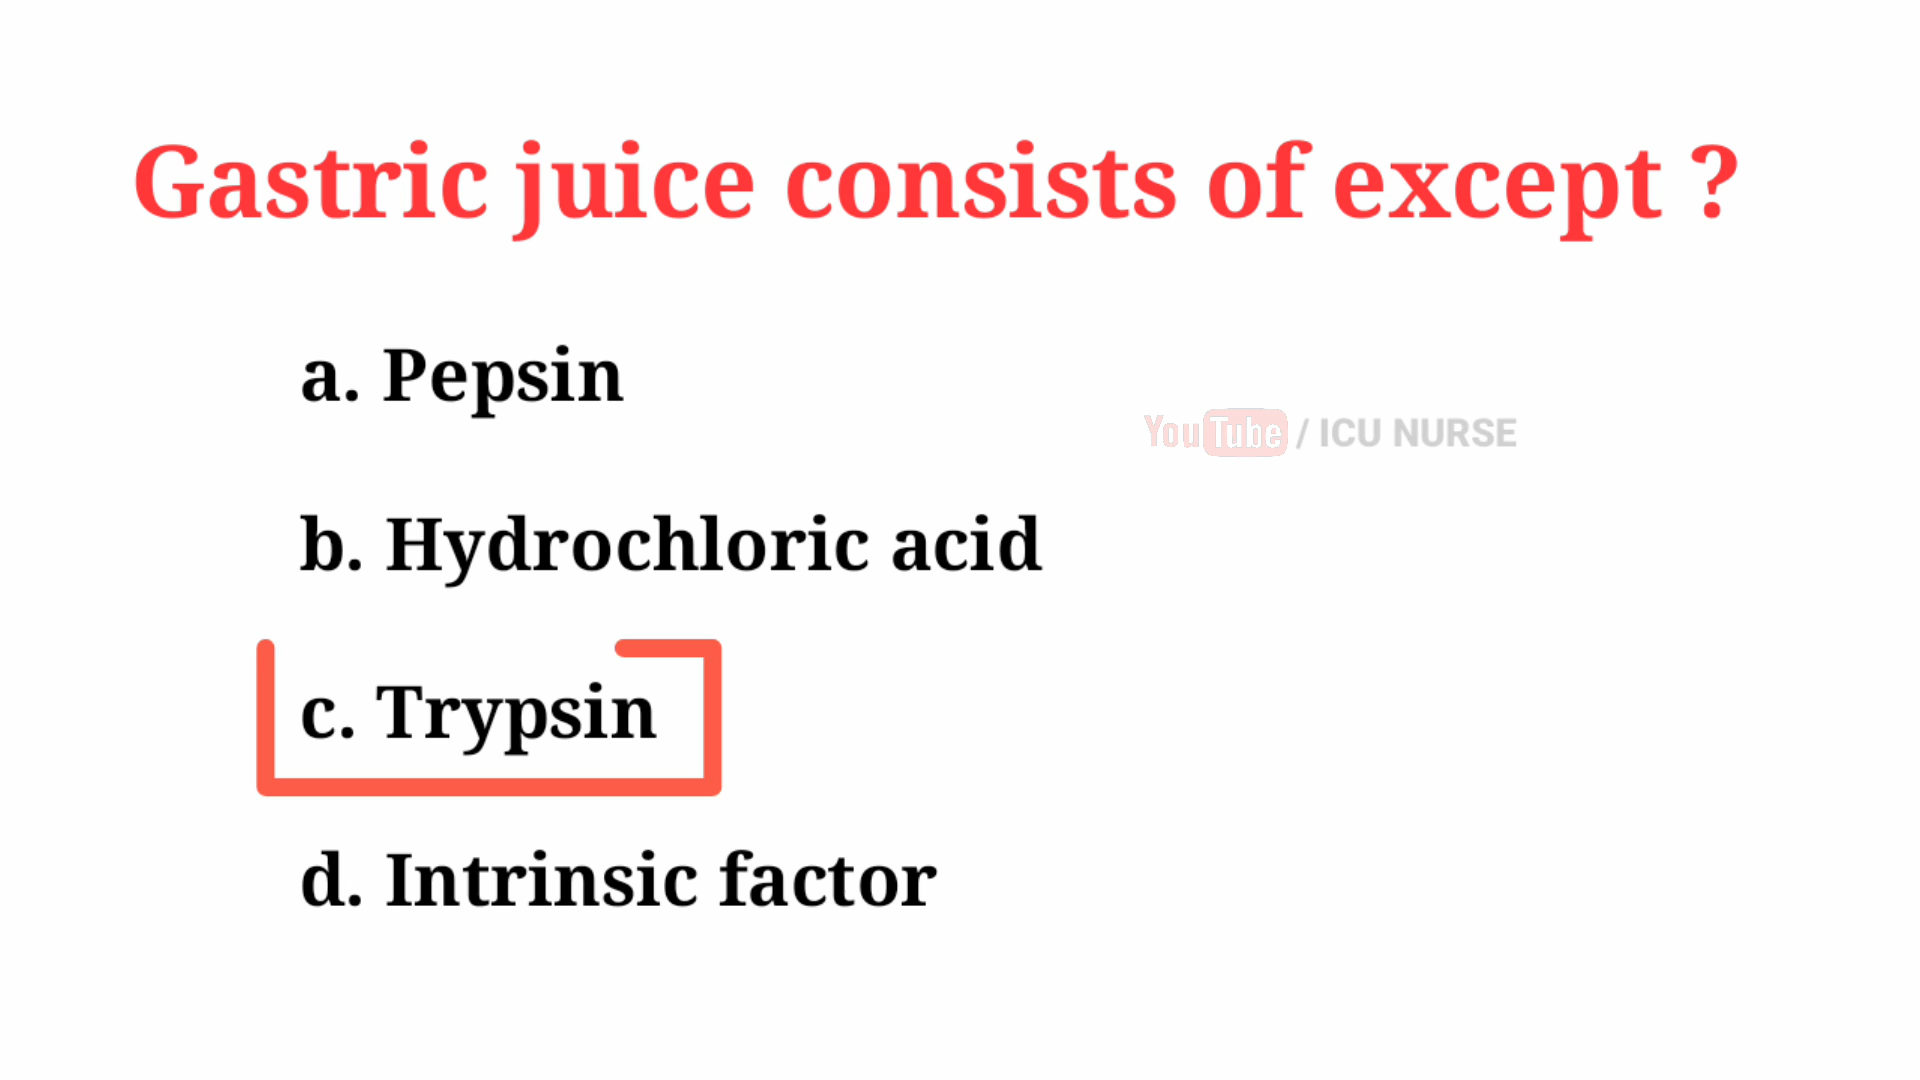 Gastric juice consists of except ?
a. Pepsin
YouTube / ICU NURSE
b. Hydrochloric acid
c. Trypsin
d. Intrinsic factor